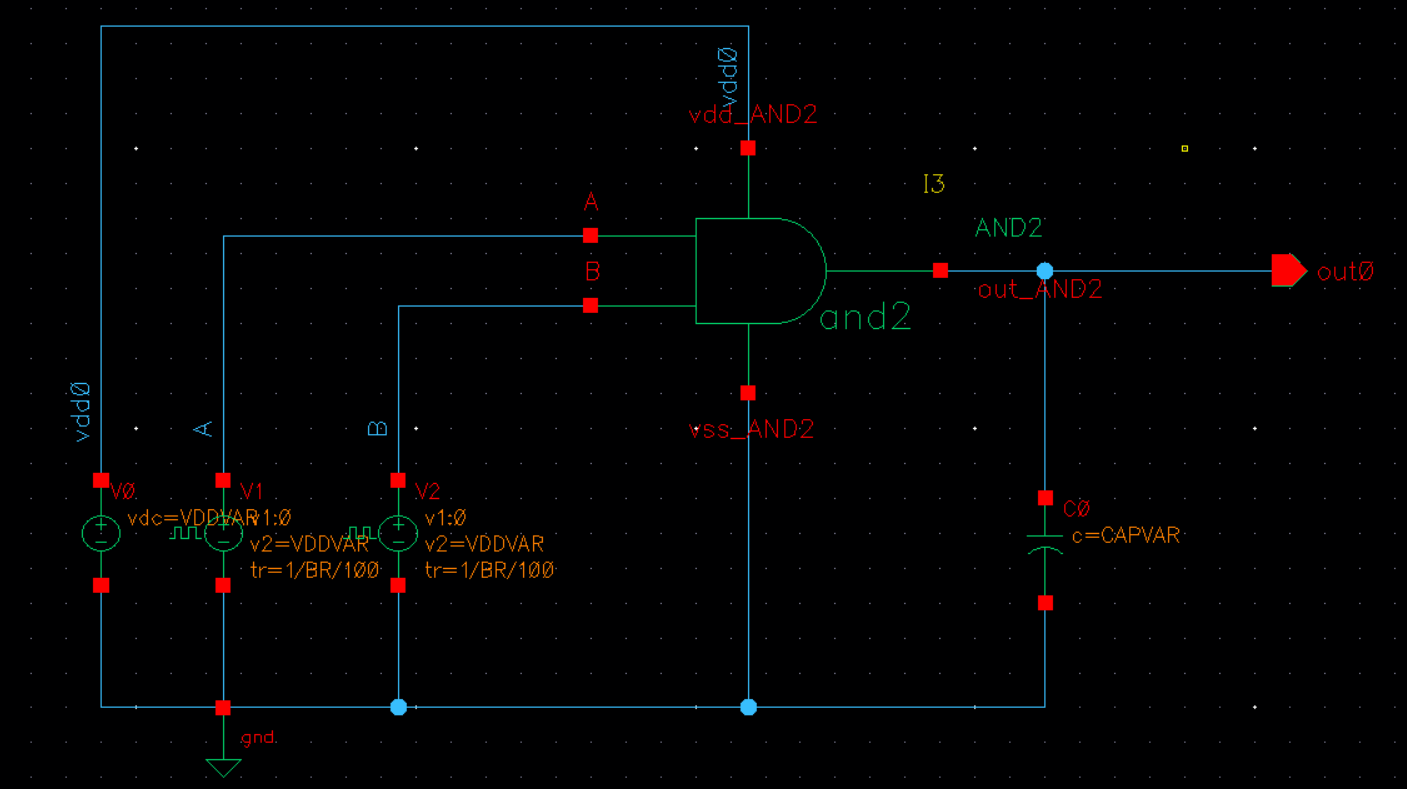 vdd0
vdd_AND2
I3
A
AND2
B
out0
out_AND2
and2
vdd0
A
B
vss_AND2
V0
V1
V2
vdc=VDDVAR
v1:0
v1:0
C0
v2=VDDVAR
v2=VDDVAR
c=CAPVAR
tr=1/BR/100
tr=1/BR/100
gnd